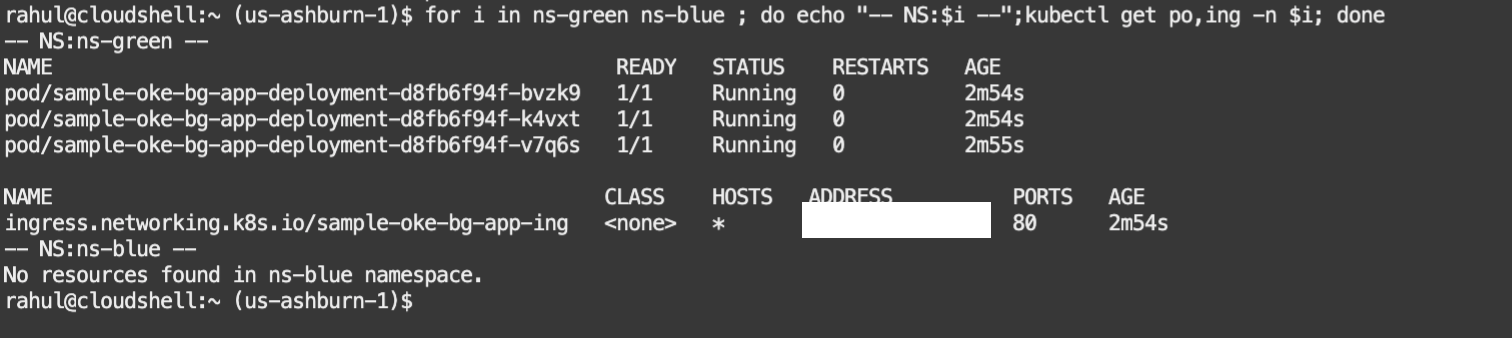 rahul@cloudshell:~ (us-ashburn-1)$ for i in ns-green ns-blue ; do echo "-- NS:$i --";kubectl get po,ing -n $i; done
-- NS:ns-green --
NAME READY STATUS RESTARTS AGE
pod/sample-oke-bg-app-deployment-d8fb6f94f-bvzk9 1/1 Running 0 2m54s
pod/sample-oke-bg-app-deployment-d8fb6f94f-k4vxt 1/1 Running 0 2m54s
pod/sample-oke-bg-app-deployment-d8fb6f94f-v7q6s 1/1 Running 0 2m55s
NAME CLASS HOSTS ADDRESS PORTS AGE
ingress.networking.k8s.io/sample-oke-bg-app-ing <none> * 80 2m54s
-- NS:ns-blue --
No resources found in ns-blue namespace.
rahul@cloudshell:~ (us-ashburn-1)$